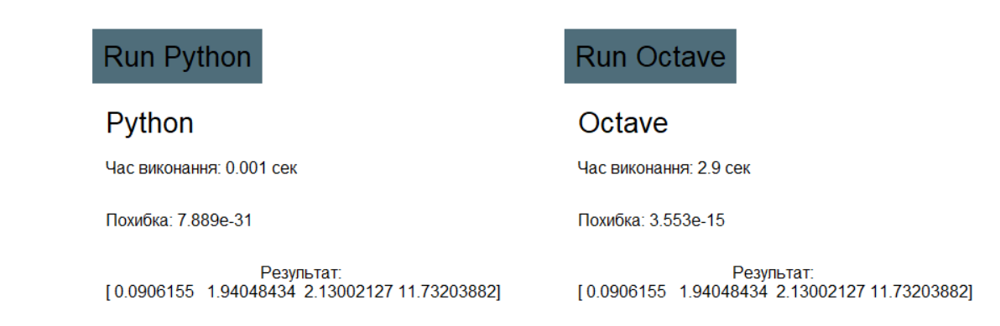 Run Python
Python
Час виконання: 0.001 сек
Похибка: 7.889e-31
Результат:
[ 0.0906155 1.94048434 2.13002127 11.73203882]
Run Octave
Octave
Час виконання: 2.9 сек
Похибка: 3.553e-15
Результат:
[ 0.0906155 1.94048434 2.13002127 11.73203882]